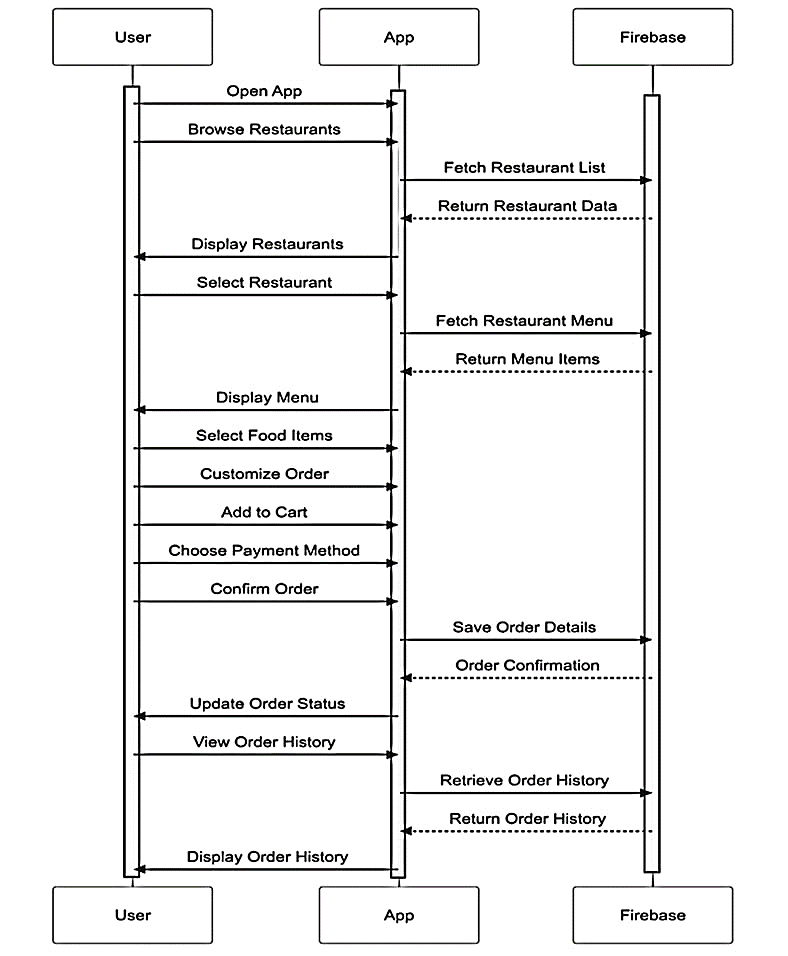 User
App
Firebase
Open App
Browse Restaurants
Fetch Restaurant List
Return Restaurant Data
Display Restaurants
Select Restaurant
Fetch Restaurant Menu
Return Menu Items
Display Menu
Select Food Items
Customize Order
Add to Cart
Choose Payment Method
Confirm Order
Save Order Details
Order Confirmation
Update Order Status
View Order History
Retrieve Order History
Return Order History
Display Order History
User
App
Firebase